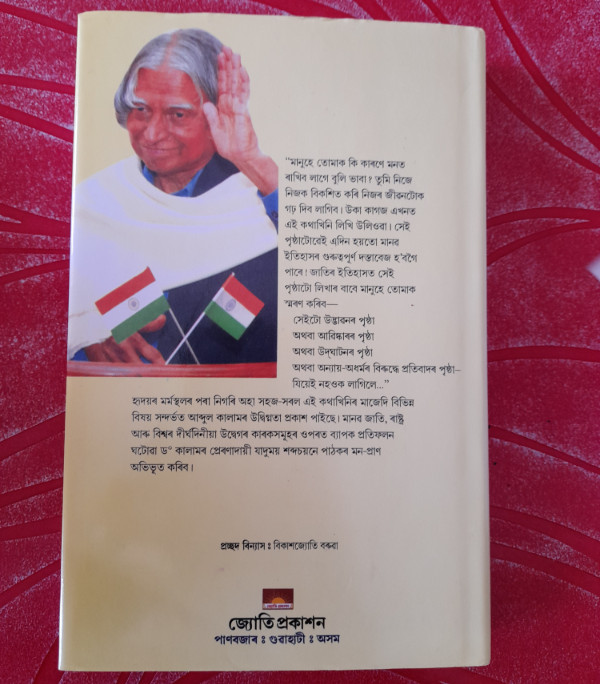 “মানুহে তোমাক কি কাৰণে মনত
ৰাখিব লাগে বুলি ভাবা? তুমি নিজে
নিজক বিকশিত কৰি নিজৰ জীৱনটোক
গঢ় দিব লাগিব। উকা কাগজ এখনত
এই কথাখিনি লিখি উলিওৱা। সেই
পৃষ্ঠাটোৱেই এদিন হয়তো মানৱ
ইতিহাসৰ গুৰুত্বপূৰ্ণ দস্তাবেজ হ'বগৈ
পাৰে। জাতিৰ ইতিহাসত সেই
পৃষ্ঠাটো লিখাৰ বাবে মানুহে তোমাক
স্মৰণ কৰিব—
সেইটো উদ্ভাৱনৰ পৃষ্ঠা
অথবা আৱিষ্কাৰৰ পৃষ্ঠা
অথবা উদ্ঘাটনৰ পৃষ্ঠা
অথবা অন্যায়-অধৰ্মৰ বিৰুদ্ধে প্ৰতিবাদৰ পৃষ্ঠা–
যিয়েই নহওক লাগিলে...”
হৃদয়ৰ মৰ্মস্থলৰ পৰা নিগৰি অহা সহজ-সৰল এই কথাখিনিৰ মাজেদি বিভিন্ন
বিষয় সন্দৰ্ভত আব্দুল কালামৰ উদ্বিগ্নতা প্ৰকাশ পাইছে। মানৱ জাতি, ৰাষ্ট্ৰ
আৰু বিশ্বৰ দীৰ্ঘদিনীয়া উদ্বেগৰ কাৰকসমূহৰ ওপৰত ব্যাপক প্ৰতিফলন
ঘটোৱা ড° কালামৰ প্ৰেৰণাদায়ী যাদুময় শব্দচয়নে পাঠকৰ মন-প্ৰাণ
অভিভূত কৰিব।
প্ৰচ্ছদ বিন্যাস ঃ বিকাশজ্যোতি বৰুৱা
জ্যোতি প্ৰকাশন
পাণবজাৰ ঃ গুৱাহাটী ঃ অসম